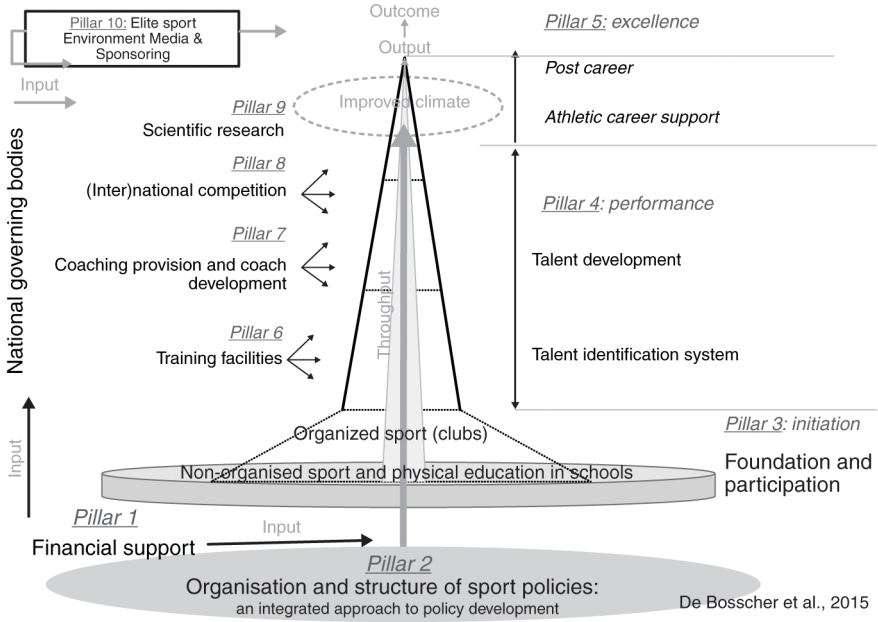 Pillar 10: Elite sport
Environment Media &
Sponsoring
Outcome
Output
Pillar 5: excellence
Post career
Athletic career support
Input
Improved climate
Pillar 9
Scientific research
Pillar 8
(Inter)national competition
Pillar 7
Coaching provision and coach
development
Pillar 6
Training facilities
National governing bodies
Input
Throughput
Pillar 4: performance
Talent development
Talent identification system
Pillar 3: initiation
Foundation and
participation
Organized sport (clubs)
Non-organised sport and physical education in schools
Pillar 1
Financial support
Input
Pillar 2
Organisation and structure of sport policies:
an integrated approach to policy development
De Bosscher et al., 2015